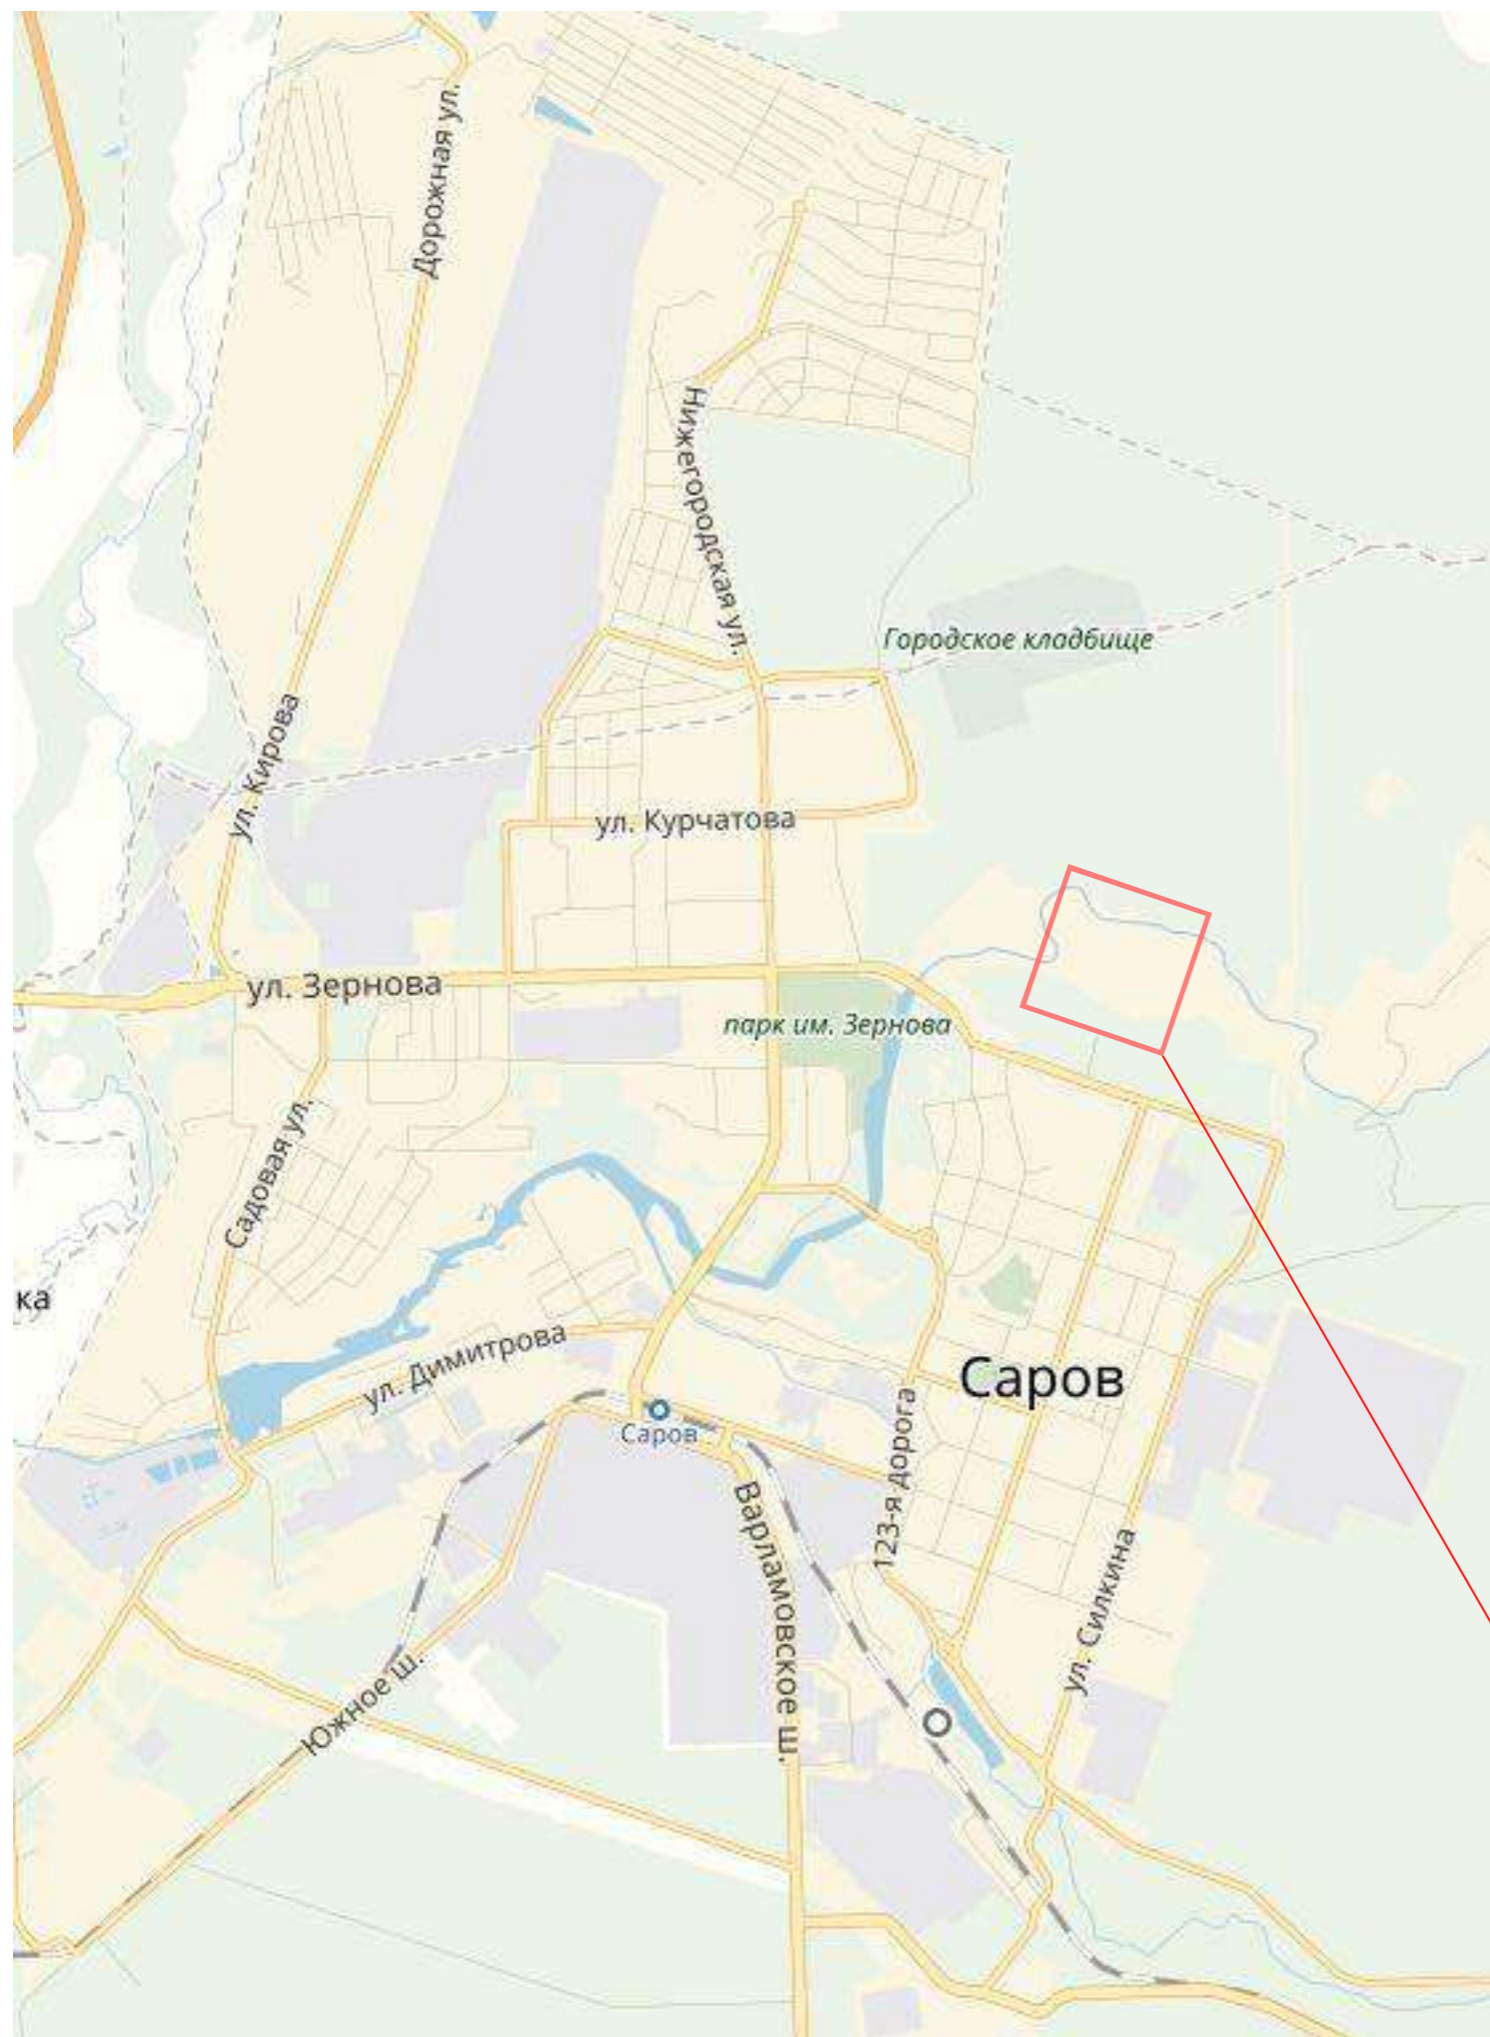 Дорожная ул.
Нижегородская ул.
Городское кладбище
ул. Кирова
ул. Курчатова
ул. Зернова
парк им. Зернова
Садовая ул.
ка
ул. Димитрова
Саров
Саров
123-я дорога
Варламовское ш.
ул. Силкина
Южное ш.